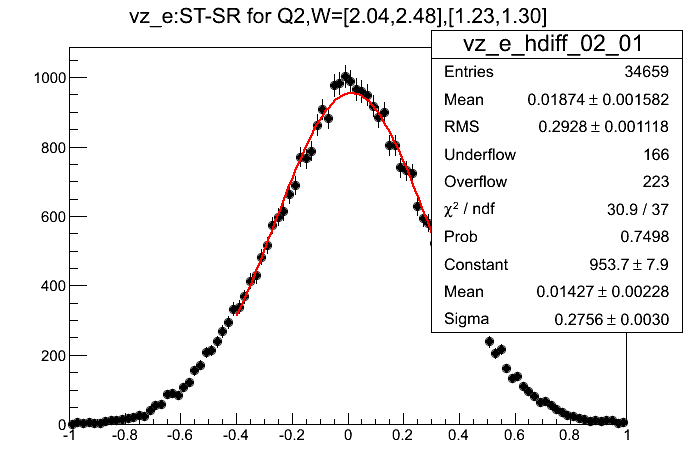 vz_e:ST-SR for Q2,W=[2.04,2.48],[1.23,1.30]
vz_e_hdiff_02_01
Entries 34659
Mean 0.01874 ± 0.001582
RMS 0.2928 ± 0.001118
Underflow 166
Overflow 223
χ² / ndf 30.9 / 37
Prob 0.7498
Constant 953.7 ± 7.9
Mean 0.01427 ± 0.00228
Sigma 0.2756 ± 0.0030
1000
800
600
400
200
0
-1 -0.8 -0.6 -0.4 -0.2 0 0.2 0.4 0.6 0.8 1